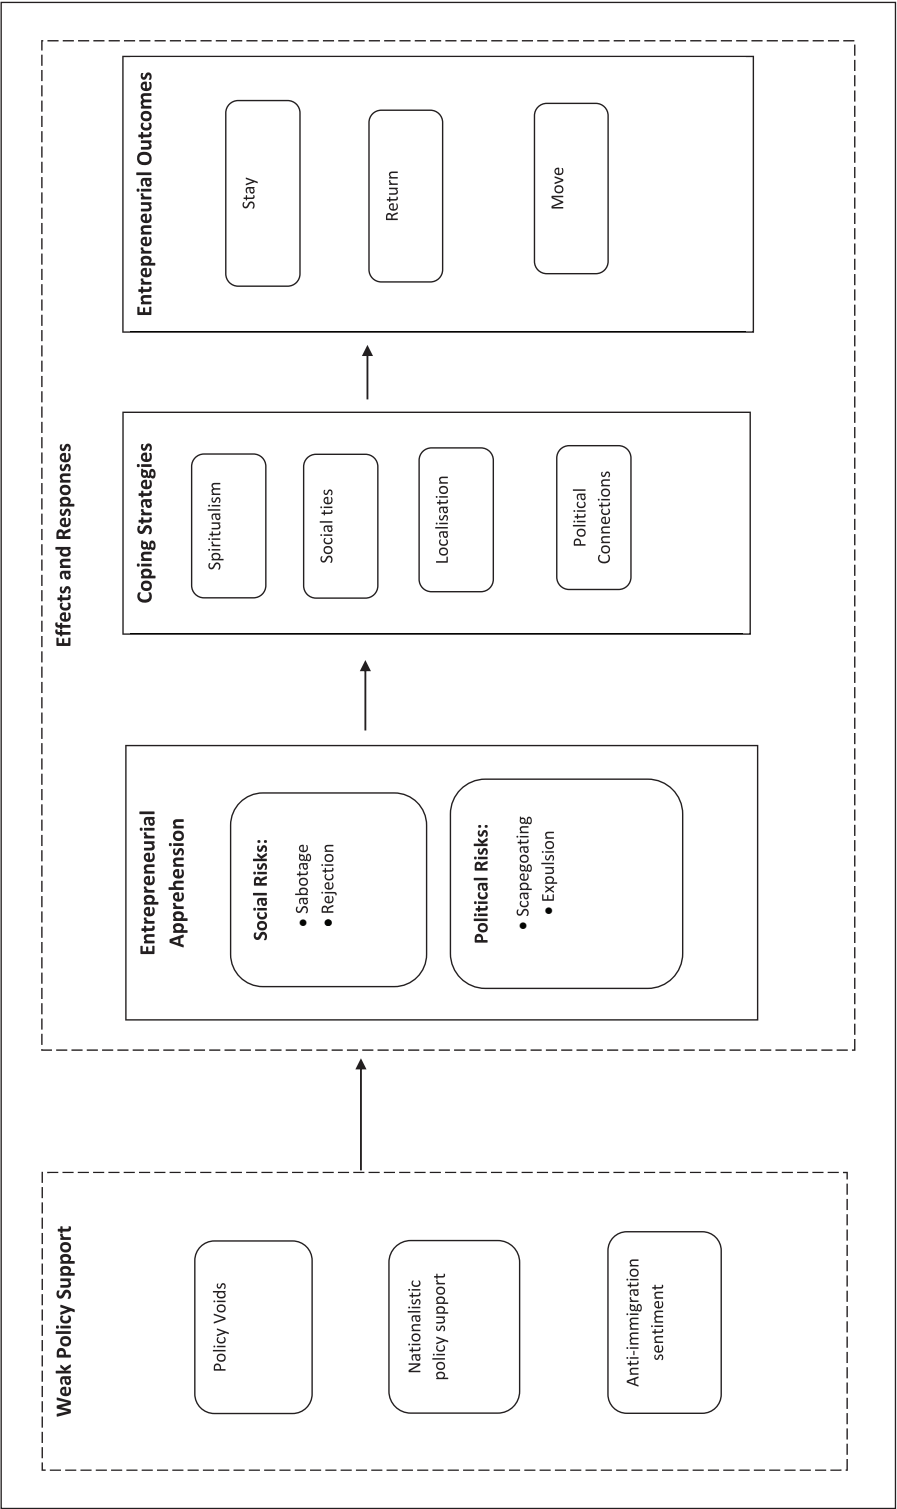 Weak Policy Support
Policy Voids
Nationalistic
policy support
Anti-immigration
sentiment
Effects and Responses
Entrepreneurial
Apprehension
Social Risks:
• Sabotage
• Rejection
Political Risks:
• Scapegoating
• Expulsion
Coping Strategies
Spiritualism
Social ties
Localisation
Political
Connections
Entrepreneurial Outcomes
Stay
Return
Move